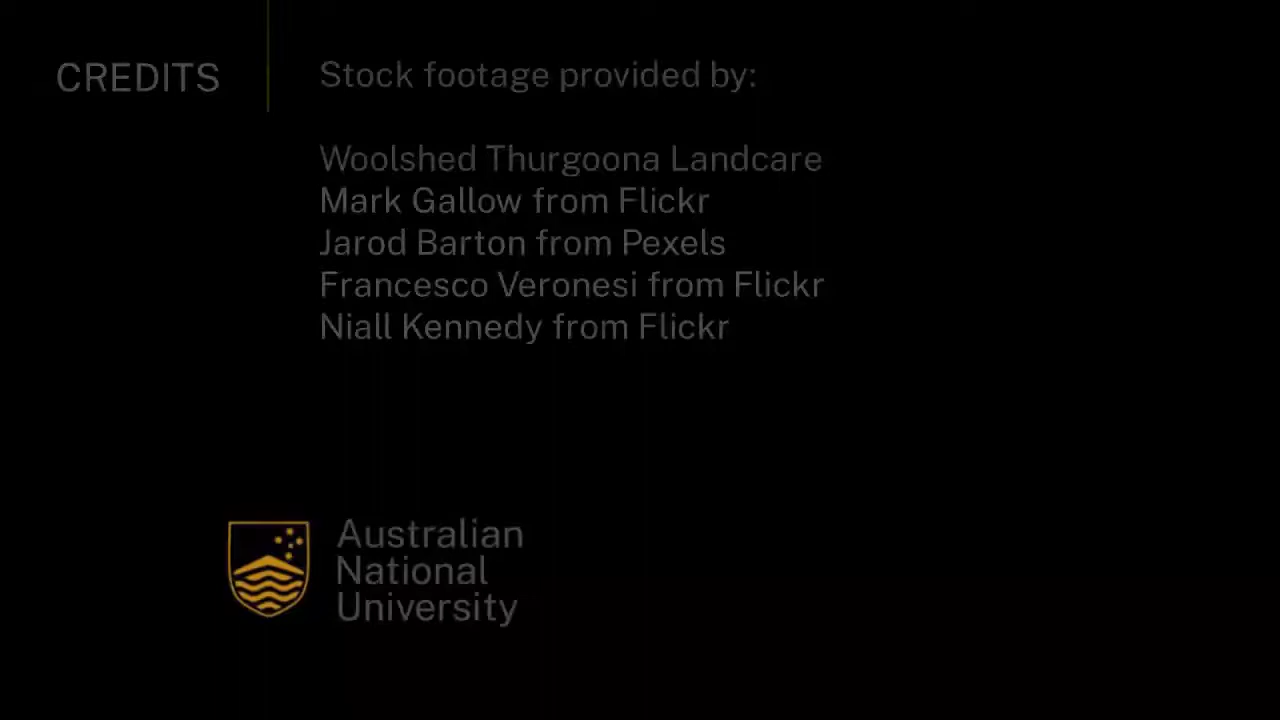 CREDITS
Stock footage provided by:
Woolshed Thurgoona Landcare
Mark Gallow from Flickr
Jarod Barton from Pexels
Francesco Veronesi from Flickr
Niall Kennedy from Flickr
Australian
National
University